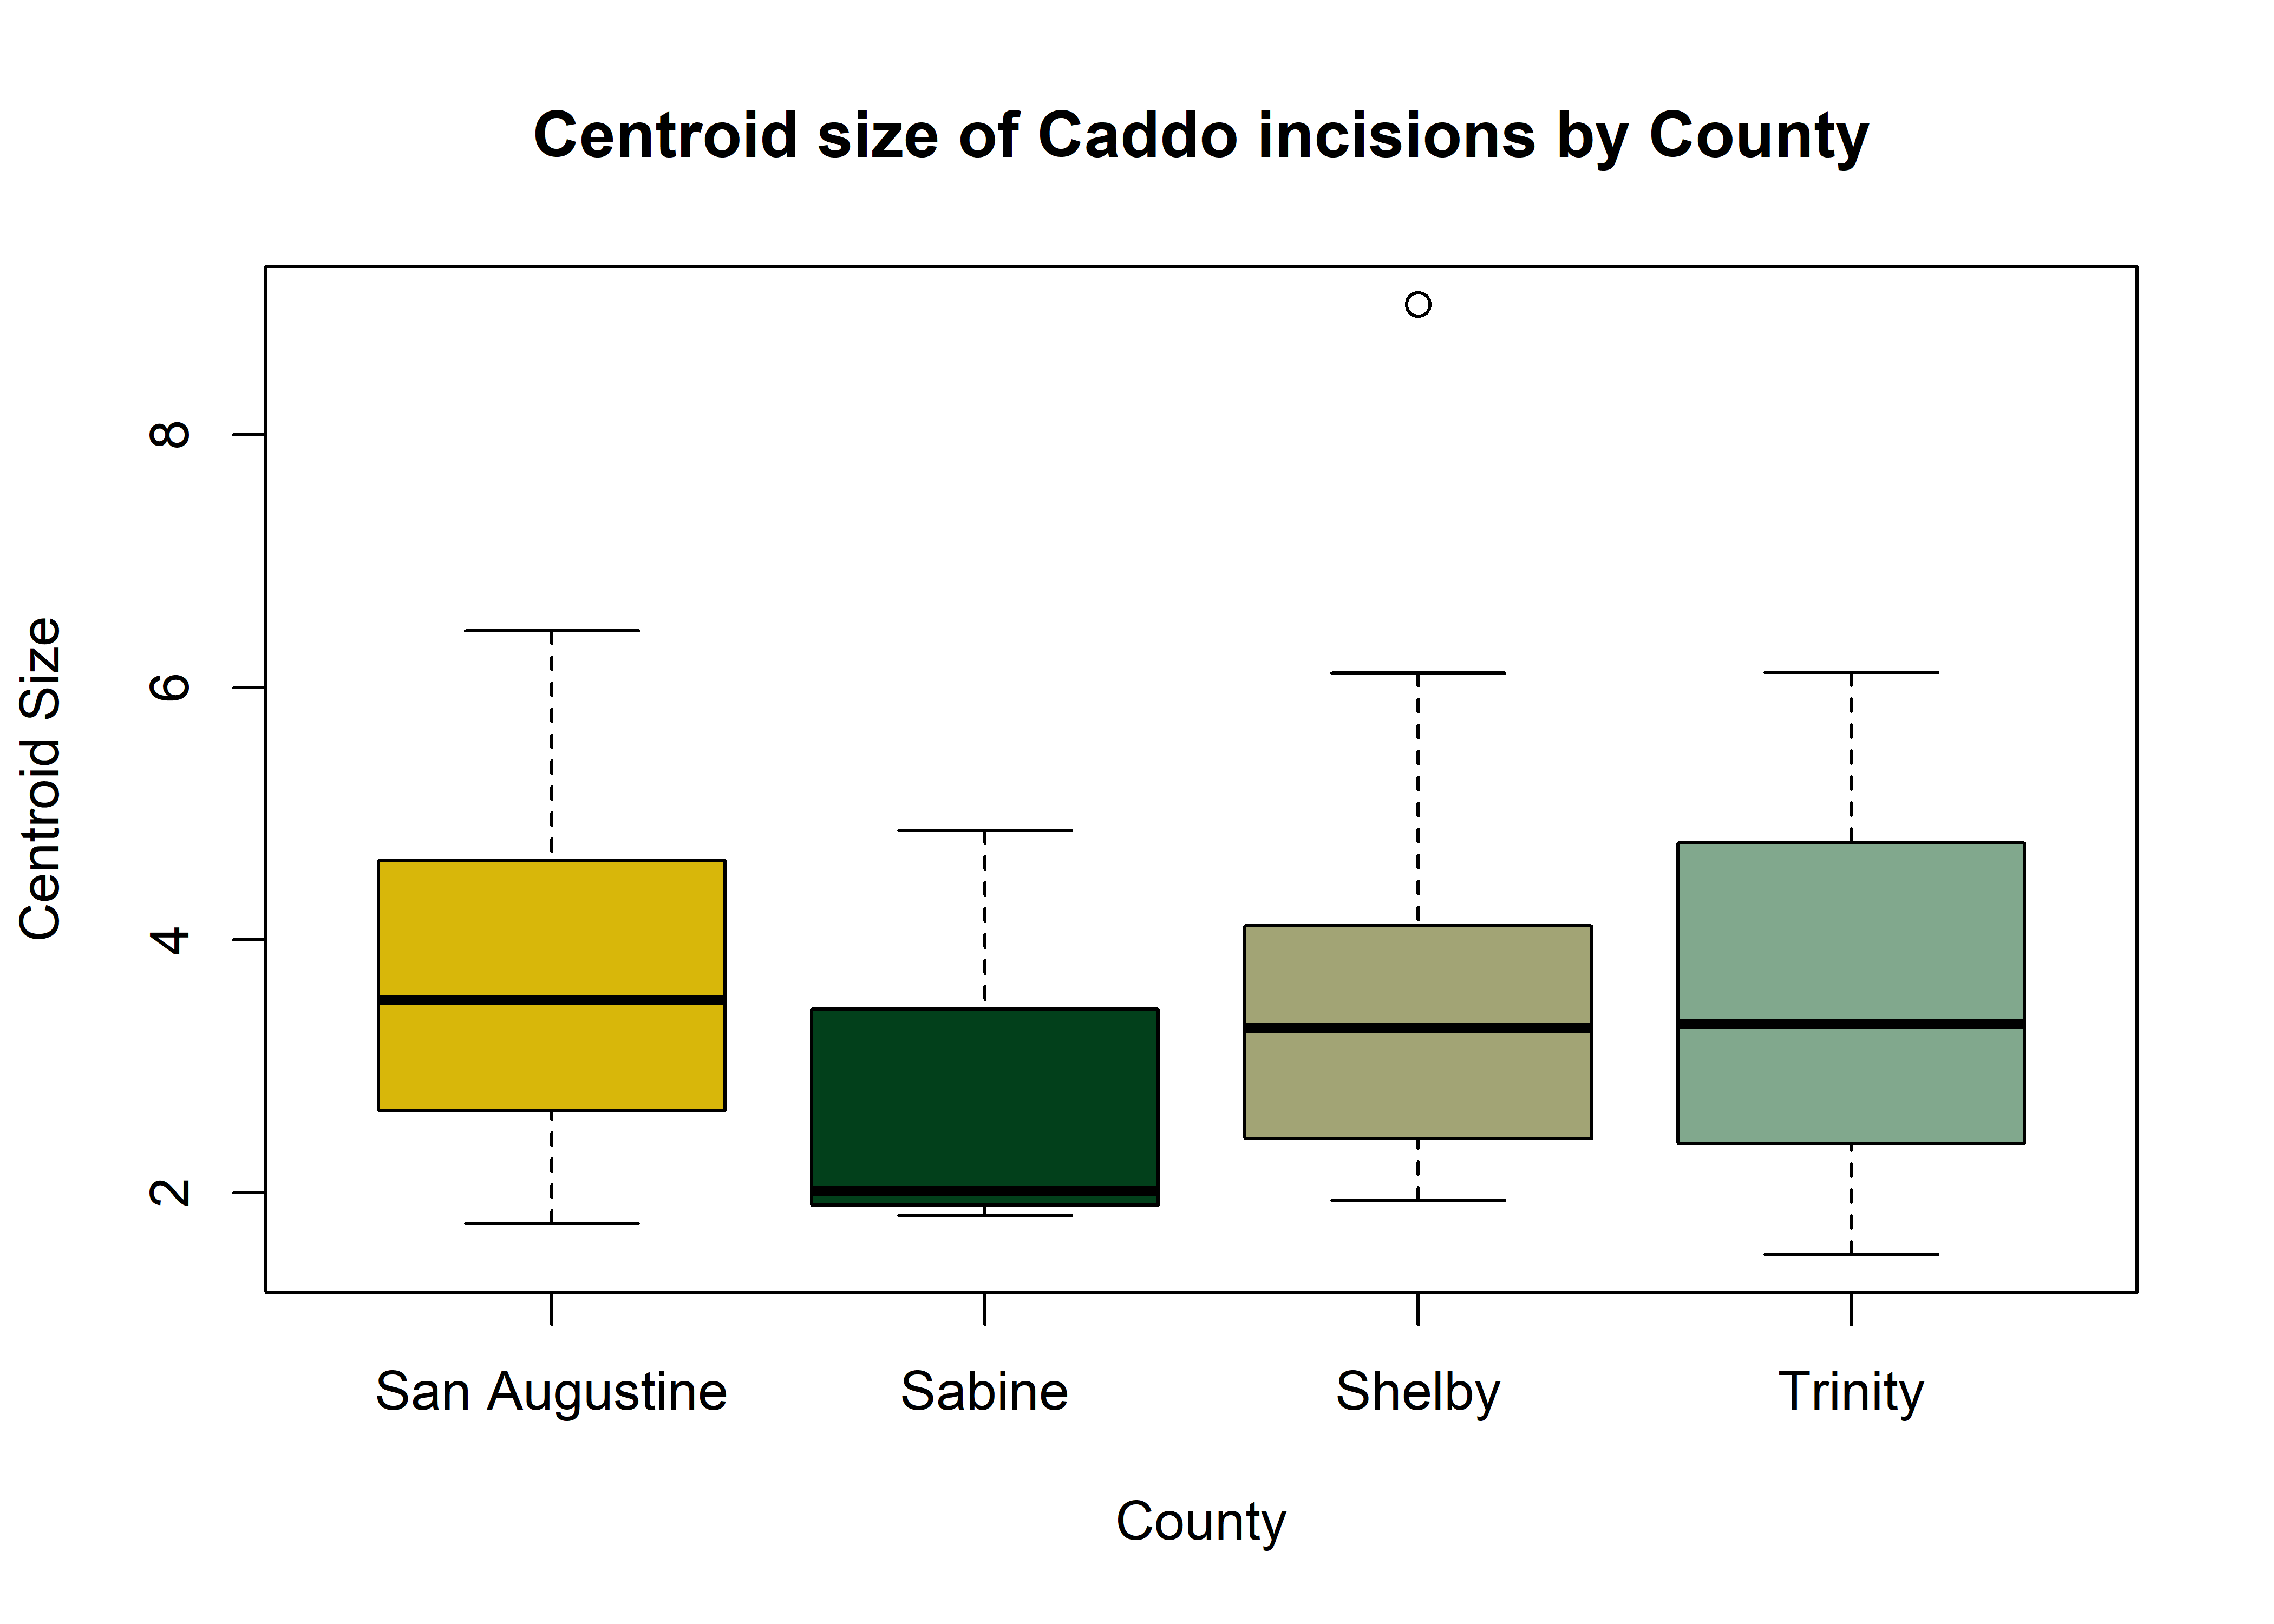 Centroid size of Caddo incisions by County
Centroid Size
8
6
4
2
San Augustine Sabine Shelby Trinity
County